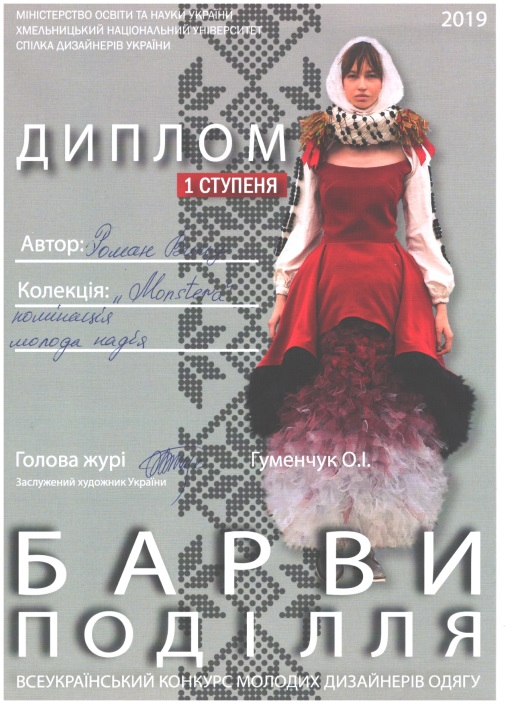 МІНІСТЕРСТВО ОСВІТИ ТА НАУКИ УКРАЇНИ
ХМЕЛЬНИЦЬКИЙ НАЦІОНАЛЬНИЙ УНІВЕРСИТЕТ
СПІЛКА ДИЗАЙНЕРІВ УКРАЇНИ
2019
ДИПЛОМ
1 СТУПЕНЯ
Автор: Роман
Колекція: „Monstera"
номінація
молода надія
Голова журі Гуменчук О.І.
Заслужений художник України
БАРВИ
ПОДІЛЛЯ
ВСЕУКРАЇНСЬКИЙ КОНКУРС МОЛОДИХ ДИЗАЙНЕРІВ ОДЯГУ